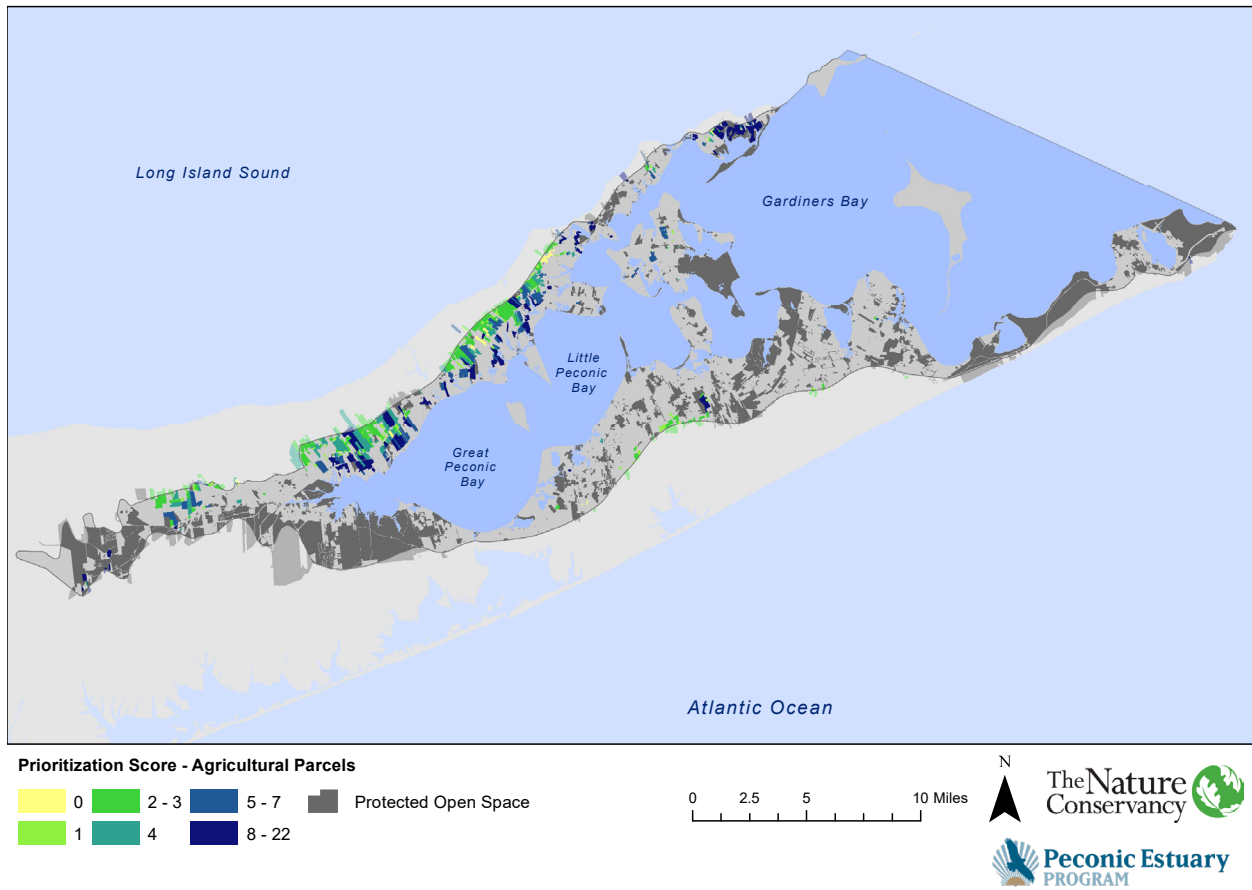 Long Island Sound
Gardiners Bay
Little
Peconic
Bay
Great
Peconic
Bay
Atlantic Ocean
Prioritization Score - Agricultural Parcels
0
2 - 3
5 - 7
Protected Open Space
1
4
8 - 22
0 2.5 5 10 Miles
N
The Nature
Conservancy
Peconic Estuary
PROGRAM